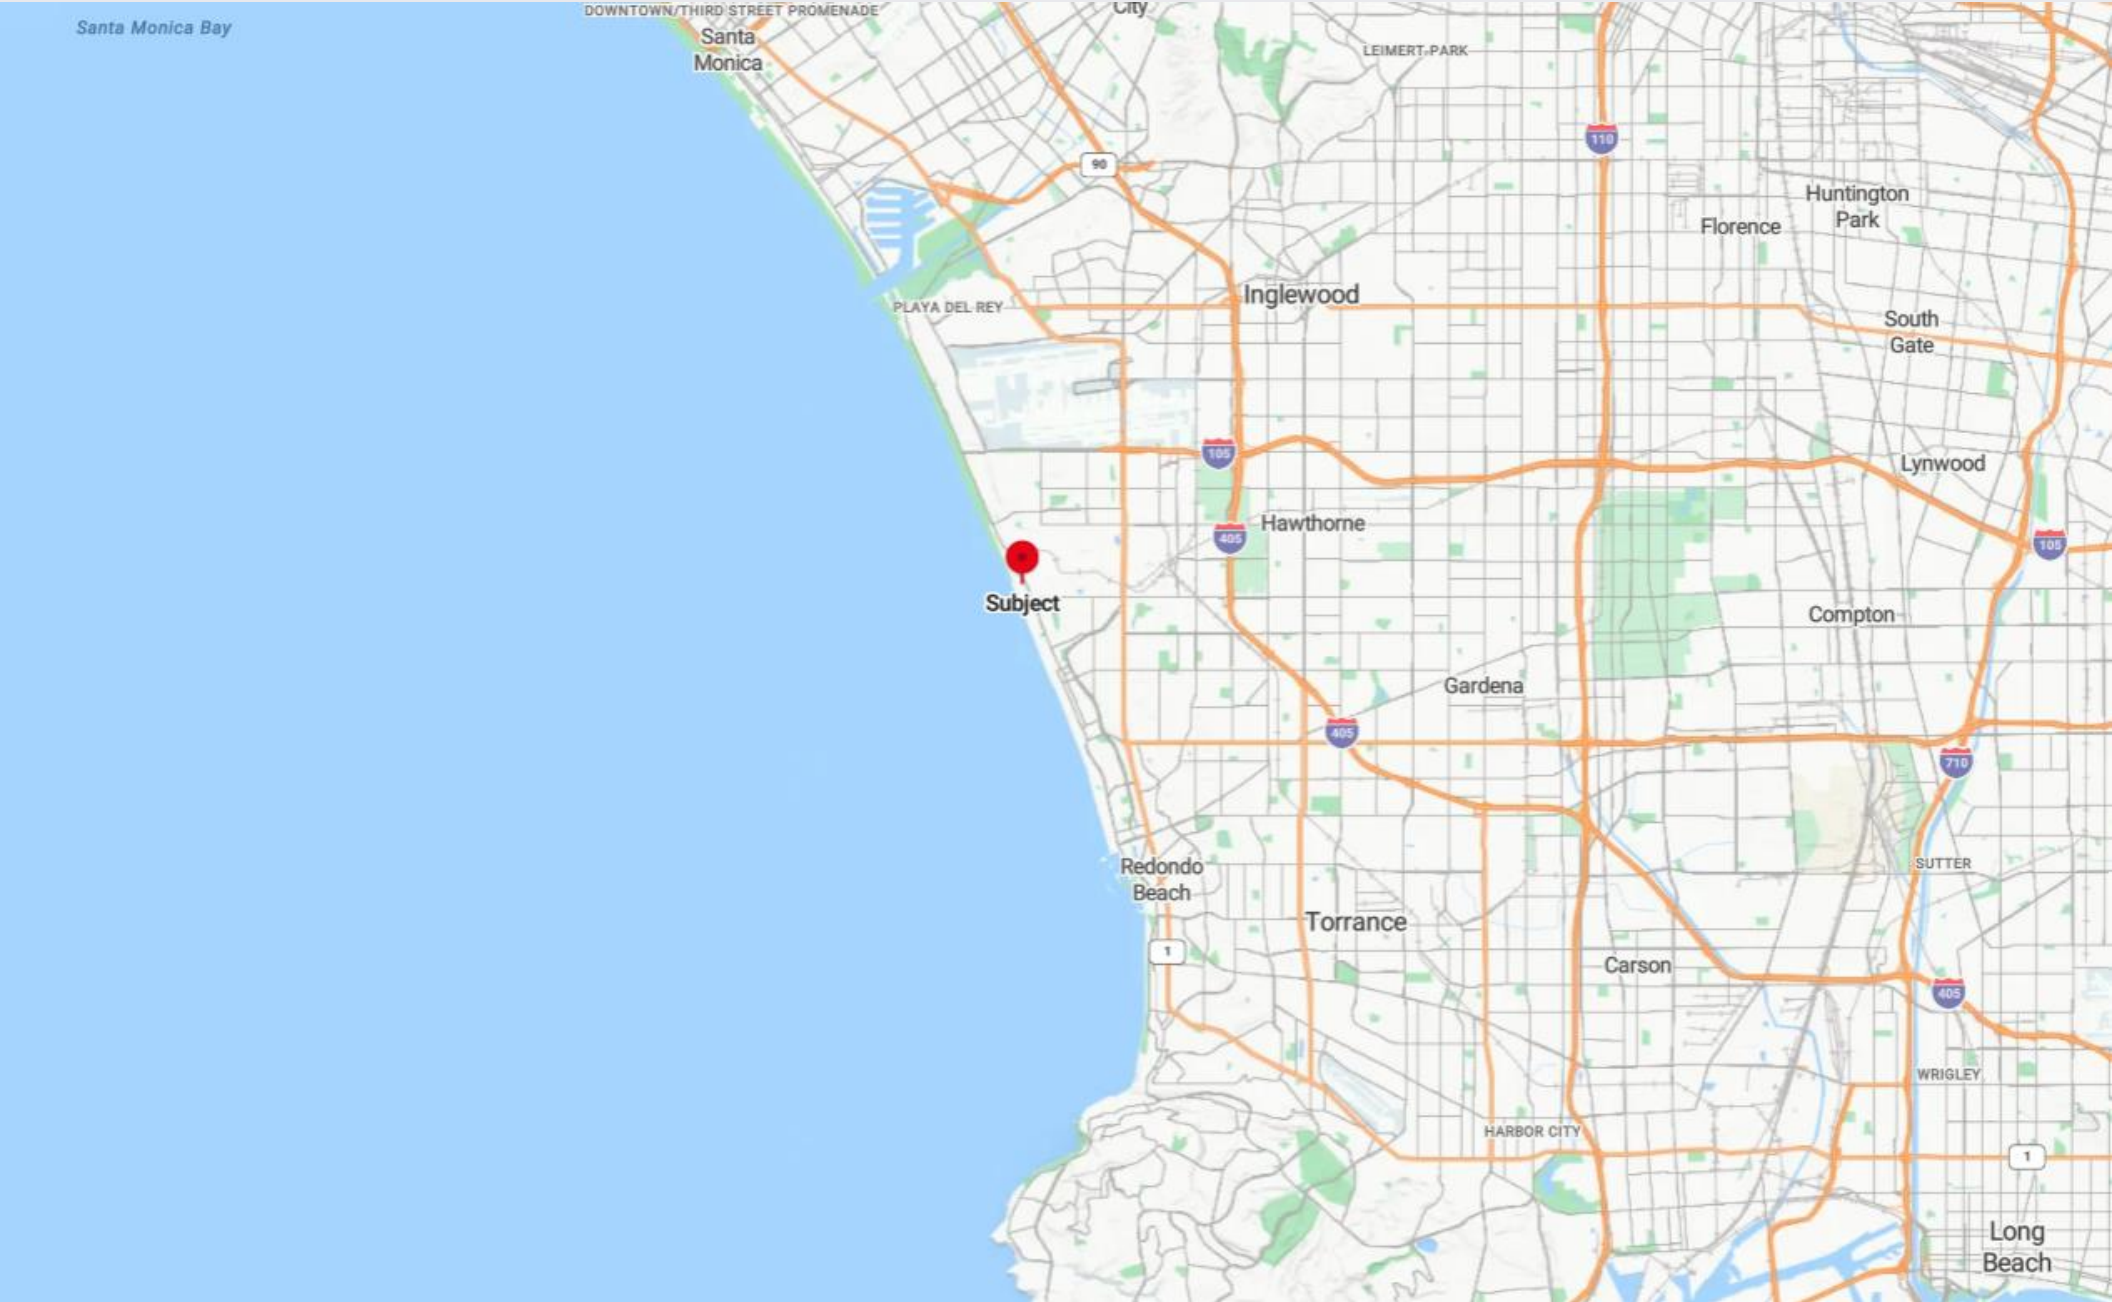 DOWNTOWN/THIRD STREET PROMENADE
City
Santa Monica Bay
Santa
Monica
LEIMERT PARK
110
90
Huntington
Park
Florence
Inglewood
PLAYA DEL REY
South
Gate
105
Lynwood
Hawthorne
405
105
Subject
Compton
Gardena
405
710
Redondo
Beach
SUTTER
Torrance
1
Carson
405
WRIGLEY
HARBOR CITY
1
Long
Beach